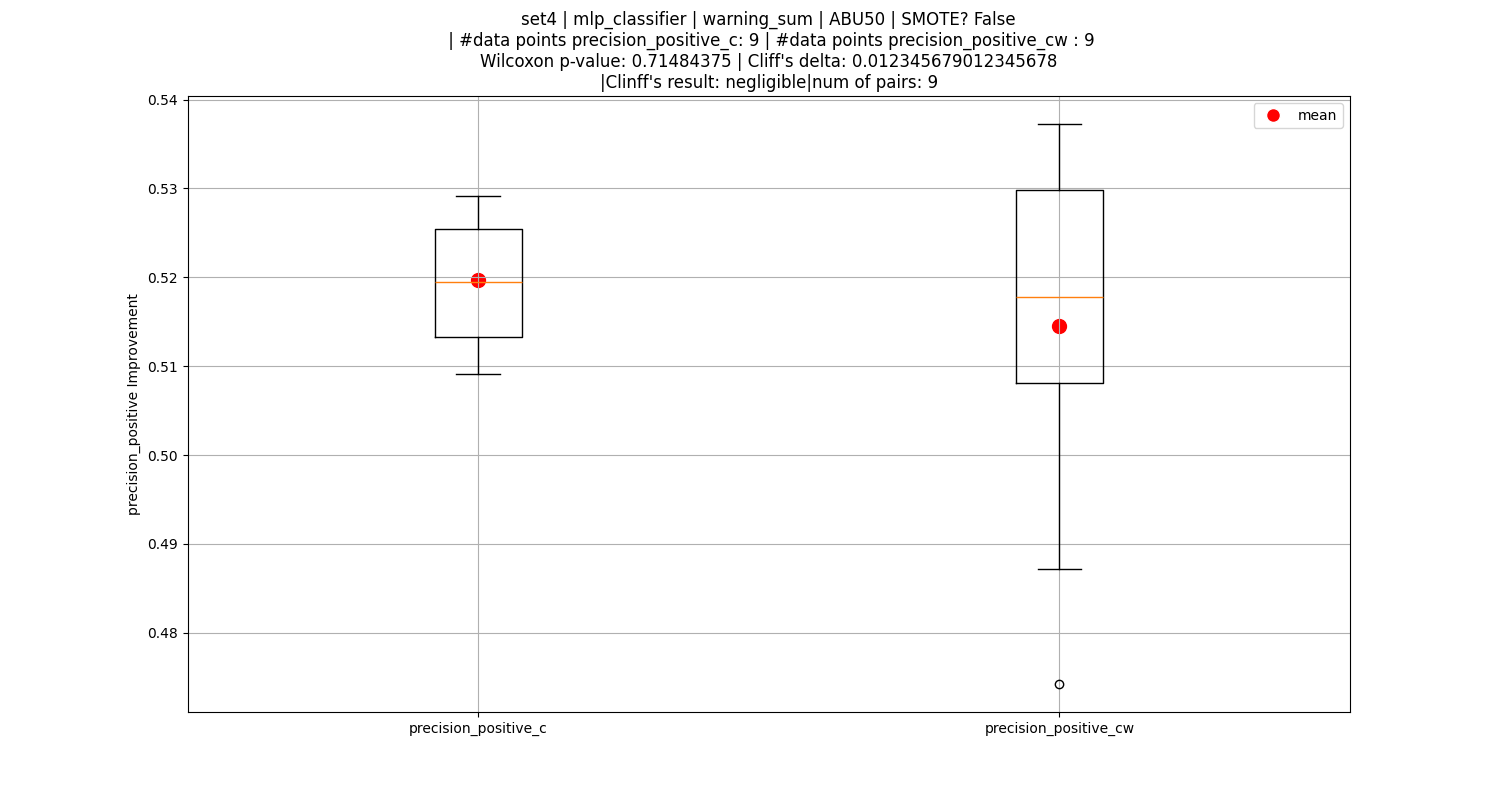 set4 | mlp_classifier | warning_sum | ABU50 | SMOTE? False
| #data points precision_positive_c: 9 | #data points precision_positive_cw : 9
Wilcoxon p-value: 0.71484375 | Cliff's delta: 0.012345679012345678
|Clinff's result: negligible|num of pairs: 9
mean
precision_positive Improvement
0.54
0.53
0.52
0.51
0.50
0.49
0.48
precision_positive_c
precision_positive_cw